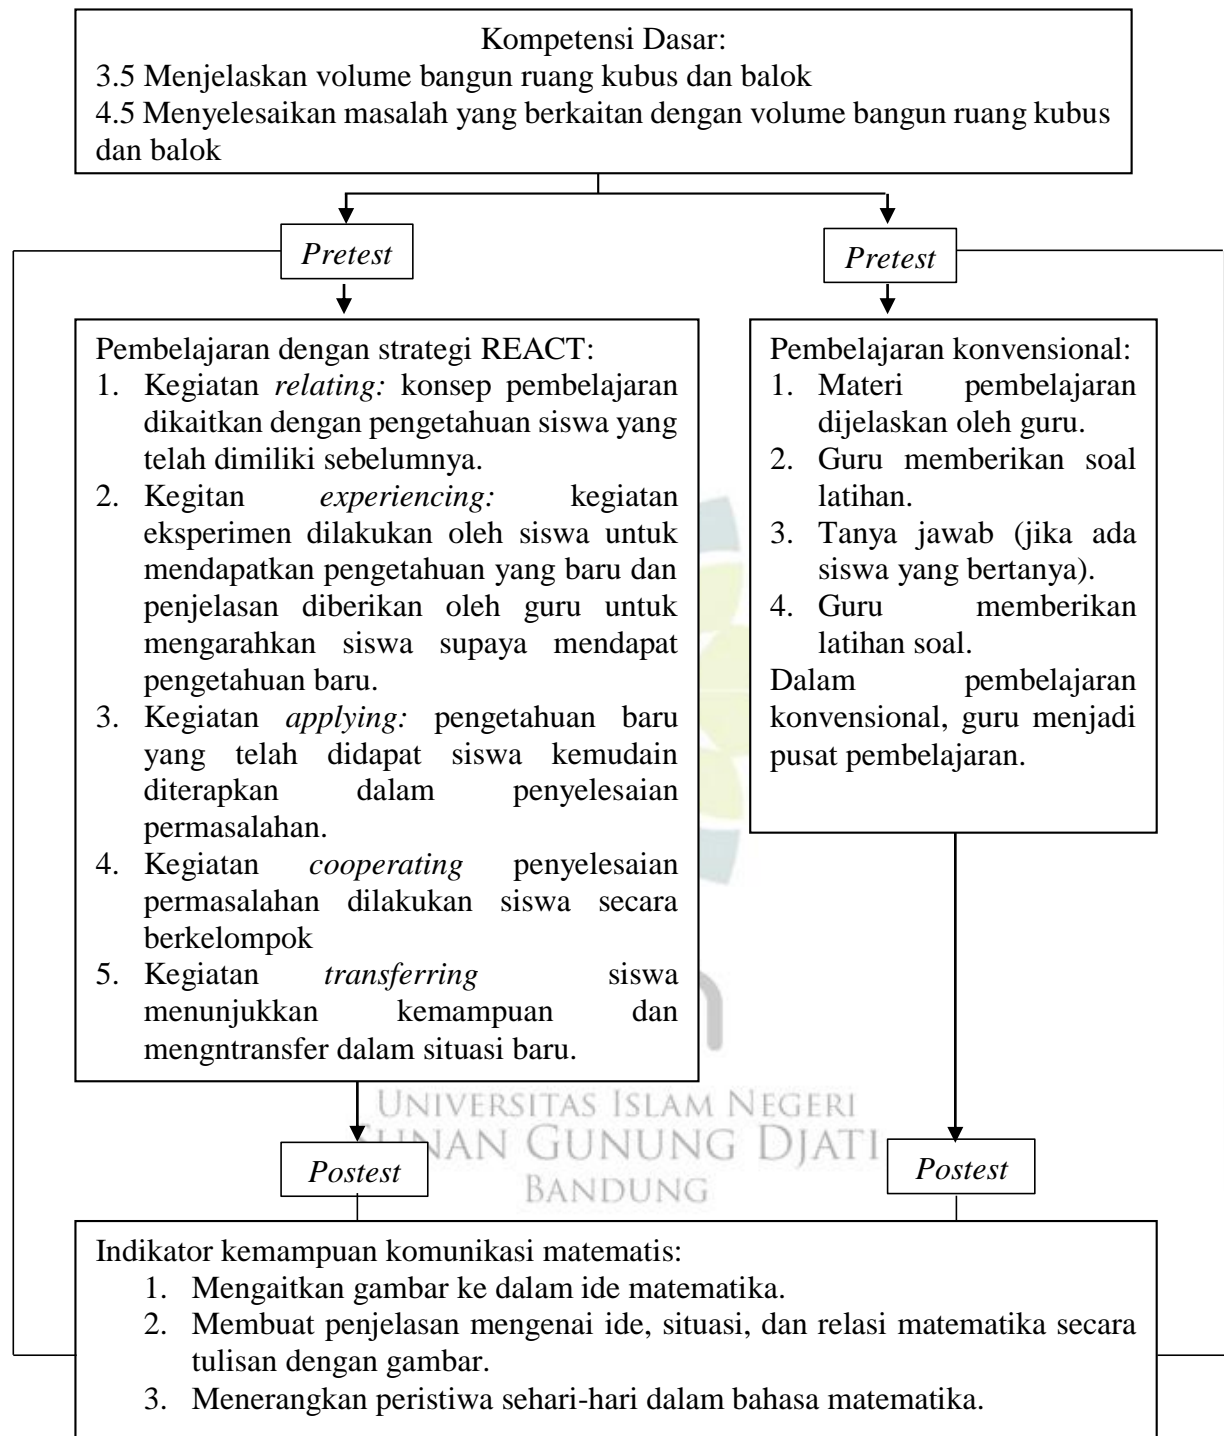 Kompetensi Dasar:
3.5 Menjelaskan volume bangun ruang kubus dan balok
4.5 Menyelesaikan masalah yang berkaitan dengan volume bangun ruang kubus
dan balok
Pretest
Pretest
Pembelajaran dengan strategi REACT:
1. Kegiatan relating: konsep pembelajaran
dikaitkan dengan pengetahuan siswa yang
telah dimiliki sebelumnya.
2. Kegitan experiencing: kegiatan
eksperimen dilakukan oleh siswa untuk
mendapatkan pengetahuan yang baru dan
penjelasan diberikan oleh guru untuk
mengarahkan siswa supaya mendapat
pengetahuan baru.
3. Kegiatan applying: pengetahuan baru
yang telah didapat siswa kemudain
diterapkan dalam penyelesaian
permasalahan.
4. Kegiatan cooperating penyelesaian
permasalahan dilakukan siswa secara
berkelompok
5. Kegiatan transferring siswa
menunjukkan kemampuan dan
mengntransfer dalam situasi baru.
Pembelajaran konvensional:
1. Materi pembelajaran
dijelaskan oleh guru.
2. Guru memberikan soal
latihan.
3. Tanya jawab (jika ada
siswa yang bertanya).
4. Guru memberikan
latihan soal.
Dalam pembelajaran
konvensional, guru menjadi
pusat pembelajaran.
UNIVERSITAS ISLAM NEGERI
SUNAN GUNUNG DJATI
BANDUNG
Postest
Postest
Indikator kemampuan komunikasi matematis:
1. Mengaitkan gambar ke dalam ide matematika.
2. Membuat penjelasan mengenai ide, situasi, dan relasi matematika secara
tulisan dengan gambar.
3. Menerangkan peristiwa sehari-hari dalam bahasa matematika.